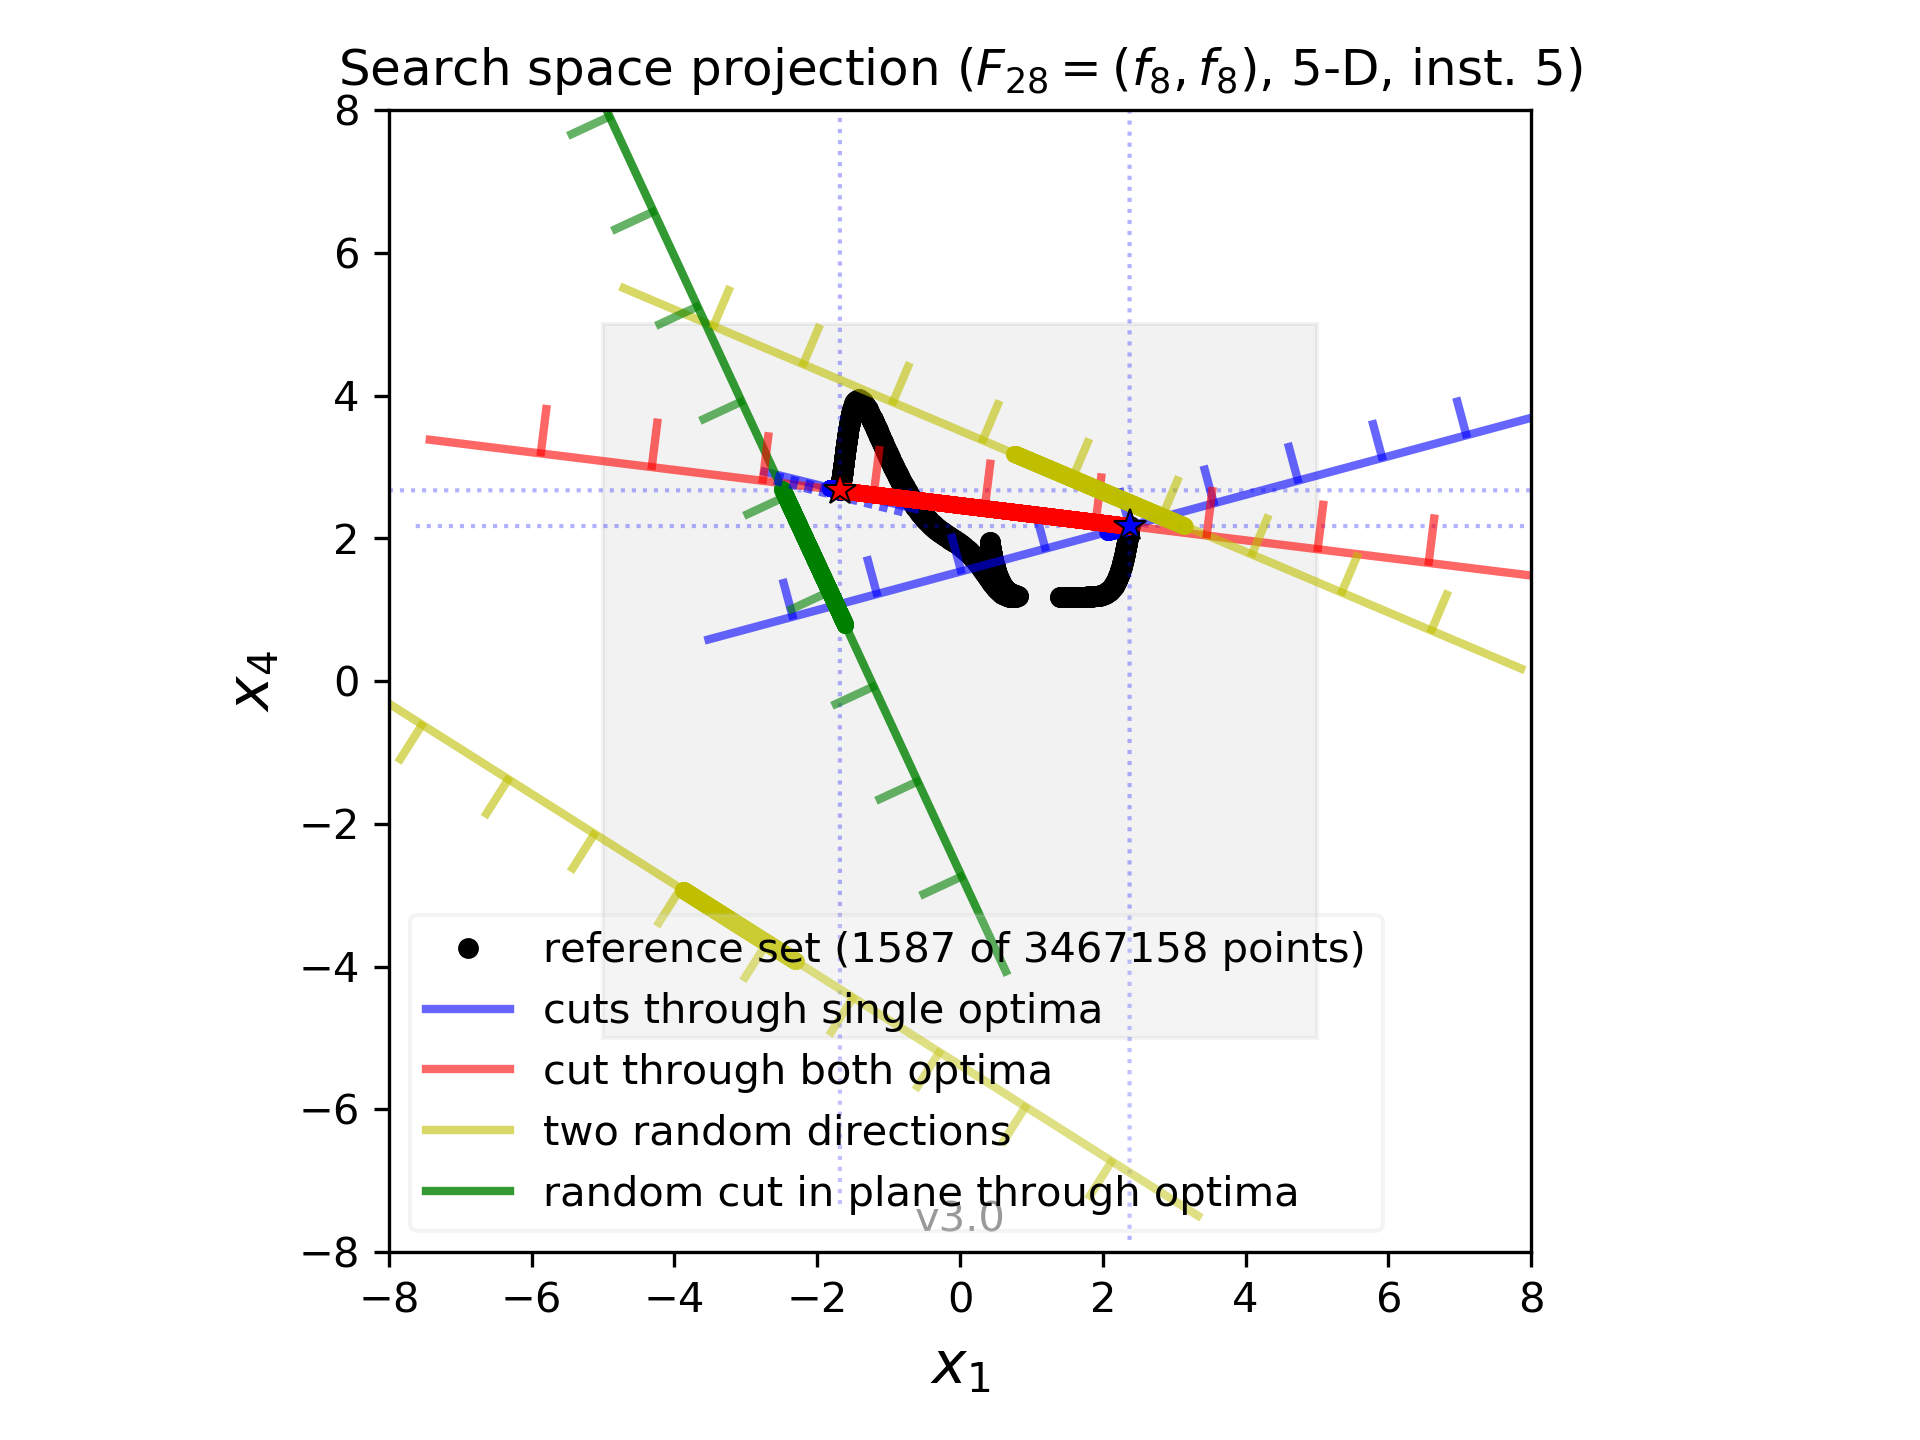 Search space projection (F₂₈ = (f₈, f₈), 5-D, inst. 5)
8
6
4
2
0
−2
−4
−6
−8
x₄
reference set (1587 of 3467158 points)
cuts through single optima
cut through both optima
two random directions
random cut in plane through optima
v3.0
−8 −6 −4 −2 0 2 4 6 8
x₁